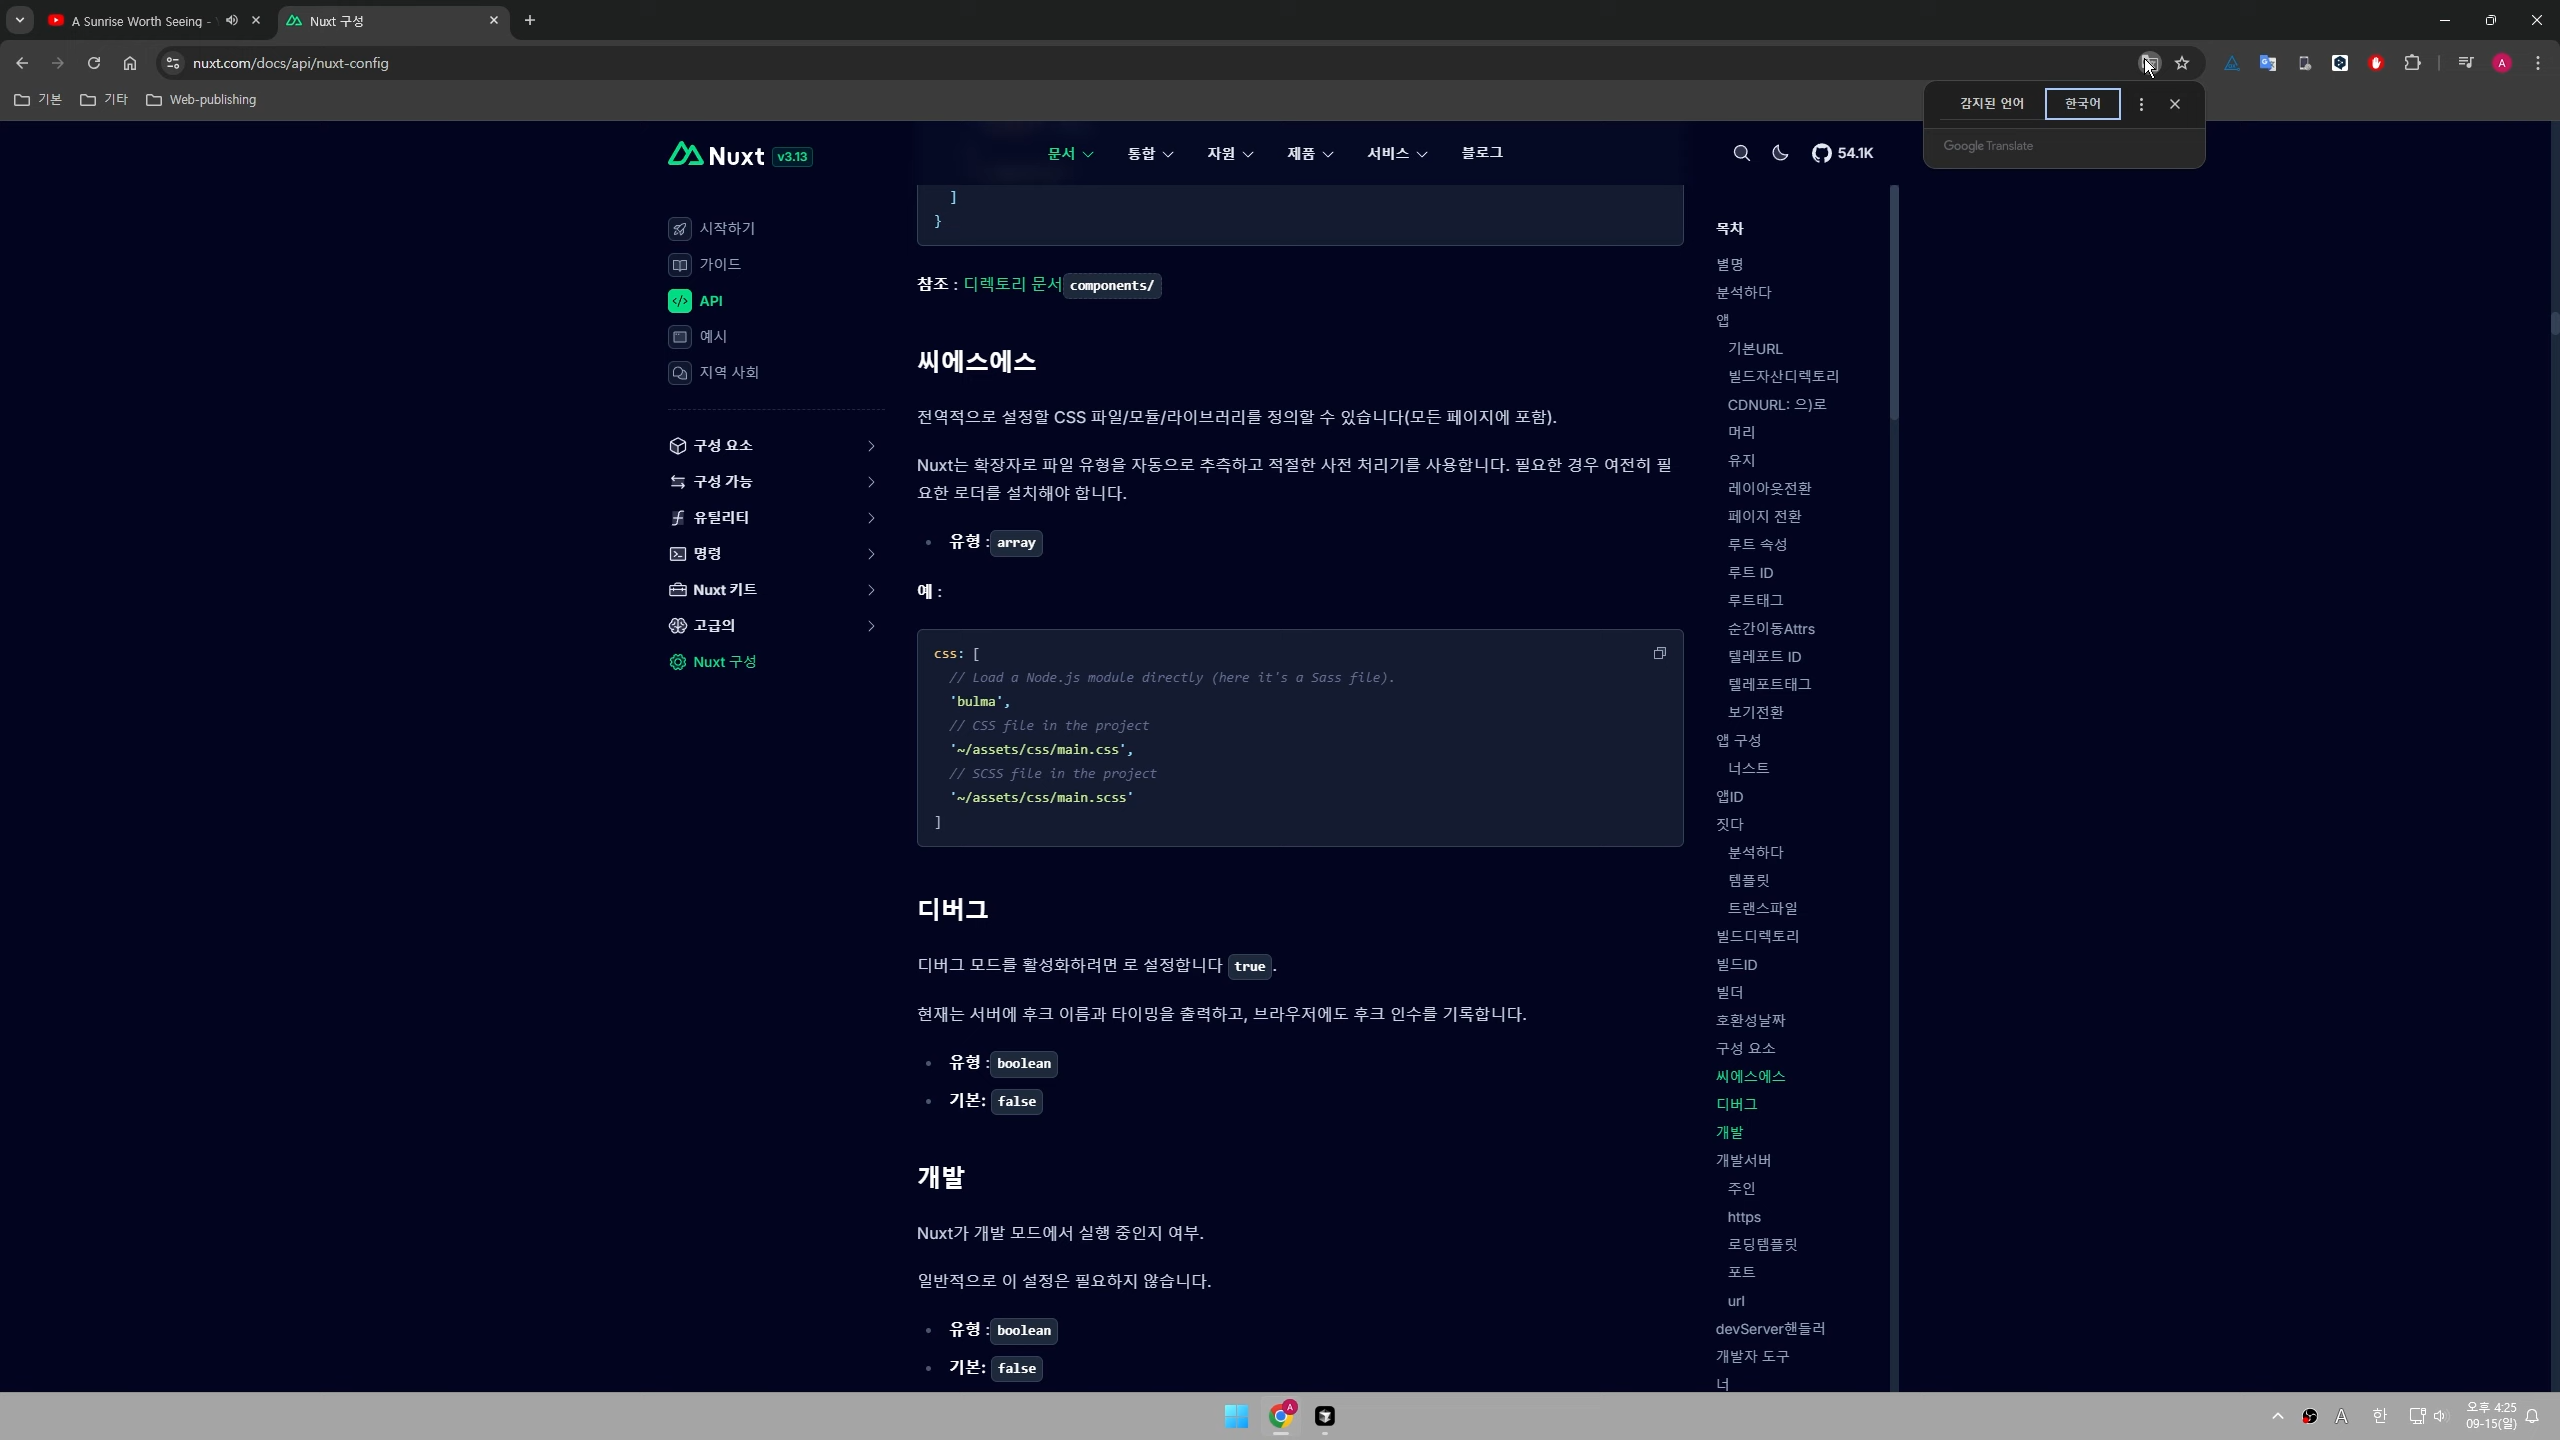 A Sunrise Worth Seeing -
Nuxt 구성
nuxt.com/docs/api/nuxt-config
기본
기타
Web-publishing
감지된 언어
한국어
Google Translate
Nuxt v3.13
문서
통합
자원
제품
서비스
블로그
54.1K
시작하기
가이드
API
예시
지역 사회
구성 요소
구성 가능
유틸리티
명령
Nuxt 키트
고급의
Nuxt 구성
]
}
참조 : 디렉토리 문서 components/
씨에스에스
전역적으로 설정할 CSS 파일/모듈/라이브러리를 정의할 수 있습니다(모든 페이지에 포함).
Nuxt는 확장자로 파일 유형을 자동으로 추측하고 적절한 사전 처리기를 사용합니다. 필요한 경우 여전히 필
요한 로더를 설치해야 합니다.
유형 : array
예 :
css: [
// Load a Node.js module directly (here it's a Sass file).
'bulma',
// CSS file in the project
'~/assets/css/main.css',
// SCSS file in the project
'~/assets/css/main.scss'
]
디버그
디버그 모드를 활성화하려면 로 설정합니다 true .
현재는 서버에 후크 이름과 타이밍을 출력하고, 브라우저에도 후크 인수를 기록합니다.
유형 : boolean
기본: false
개발
Nuxt가 개발 모드에서 실행 중인지 여부.
일반적으로 이 설정은 필요하지 않습니다.
유형 : boolean
기본: false
목차
별명
분석하다
앱
기본URL
빌드자산디렉토리
CDNURL: 으)로
머리
유지
레이아웃전환
페이지 전환
루트 속성
루트 ID
루트태그
순간이동Attrs
텔레포트 ID
텔레포트태그
보기전환
앱 구성
너스트
앱ID
짓다
분석하다
템플릿
트랜스파일
빌드디렉토리
빌드ID
빌더
호환성날짜
구성 요소
씨에스에스
디버그
개발
개발서버
주인
https
로딩템플릿
포트
url
devServer핸들러
개발자 도구
너
A
한
오후 4:25
09-15(일)